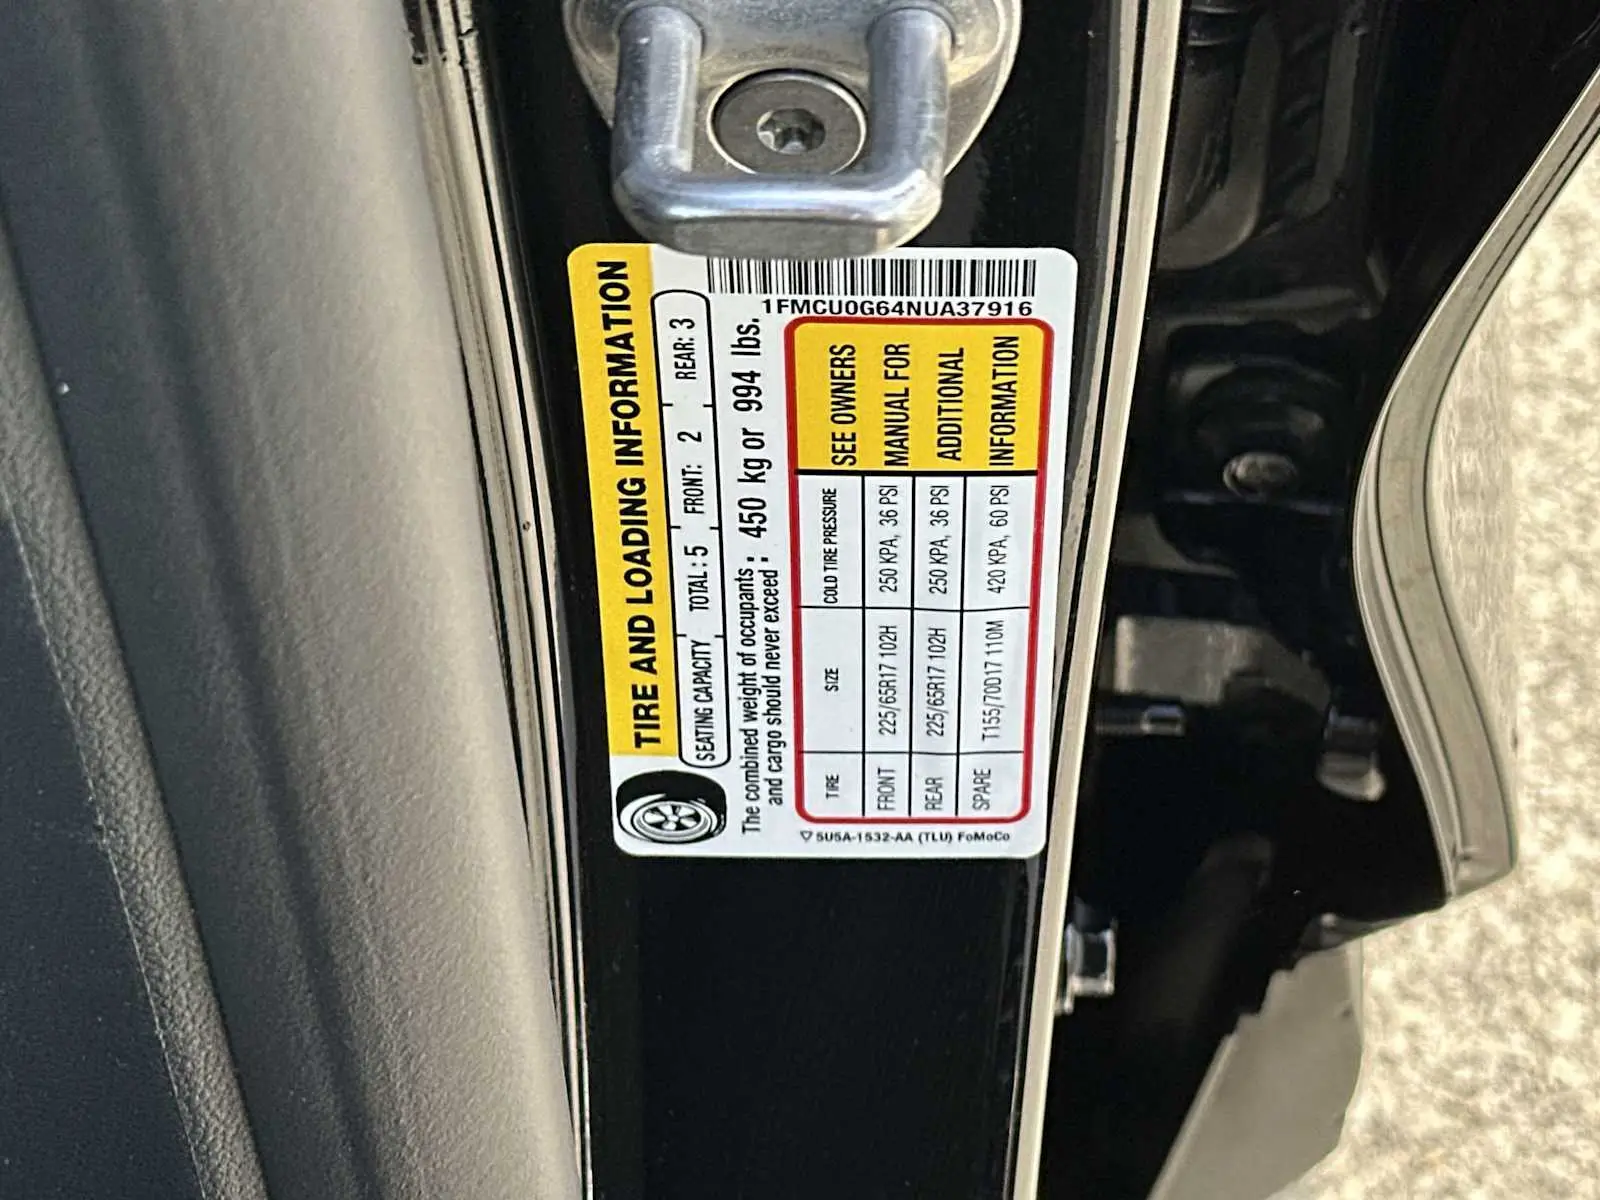 1FMCU0G64NUA37916
TIRE AND LOADING INFORMATION
SEATING CAPACITY TOTAL: 5 FRONT: 2 REAR: 3
The combined weight of occupants
and cargo should never exceed : 450 kg or 994 lbs.
TIRE SIZE COLD TIRE PRESSURE
FRONT 225/65R17 102H 250 KPA, 36 PSI
REAR 225/65R17 102H 250 KPA, 36 PSI
SPARE T155/70D17 110M 420 KPA, 60 PSI
SEE OWNERS
MANUAL FOR
ADDITIONAL
INFORMATION
5U5A-1532-AA (TLU) FoMoCo